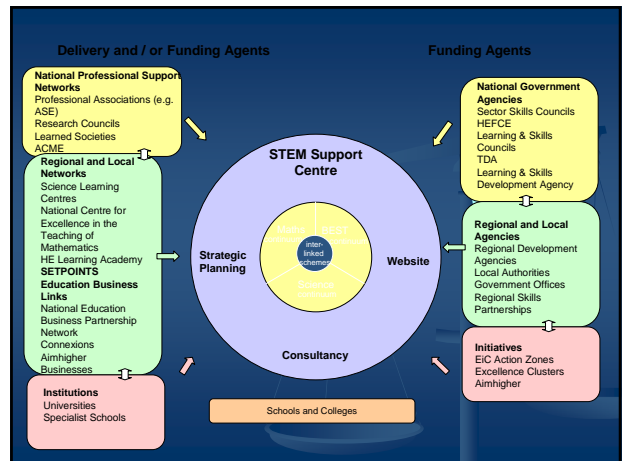 Delivery and / or Funding Agents
Funding Agents
National Professional Support
Networks
Professional Associations (e.g.
ASE)
Research Councils
Learned Societies
ACME
Regional and Local
Networks
Science Learning
Centres
National Centre for
Excellence in the
Teaching of
Mathematics
HE Learning Academy
SETPOINTS
Education Business
Links
National Education
Business Partnership
Network
Connexions
Aimhigher
Businesses
Institutions
Universities
Specialist Schools
STEM Support
Centre
BEST
inter-
linked
schemes
Science
Strategic
Planning
Website
Consultancy
Schools and Colleges
National Government
Agencies
Sector Skills Councils
HEFCE
Learning & Skills
Councils
TDA
Learning & Skills
Development Agency
Regional and Local
Agencies
Regional Development
Agencies
Local Authorities
Government Offices
Regional Skills
Partnerships
Initiatives
EiC Action Zones
Excellence Clusters
Aimhigher